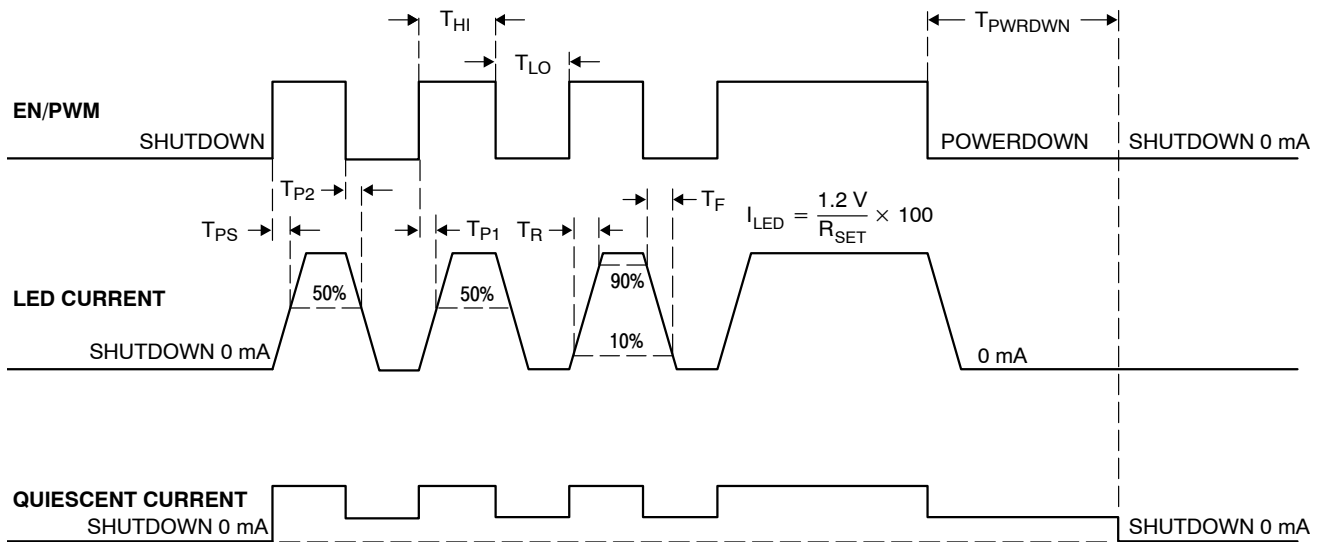 T_HI
T_PWRDWN
T_LO
EN/PWM
SHUTDOWN
POWERDOWN
SHUTDOWN 0 mA
T_P2
T_F
I_LED = 1.2 V / R_SET × 100
T_PS
T_P1
T_R
90%
LED CURRENT
50%
50%
10%
SHUTDOWN 0 mA
0 mA
QUIESCENT CURRENT
SHUTDOWN 0 mA
SHUTDOWN 0 mA